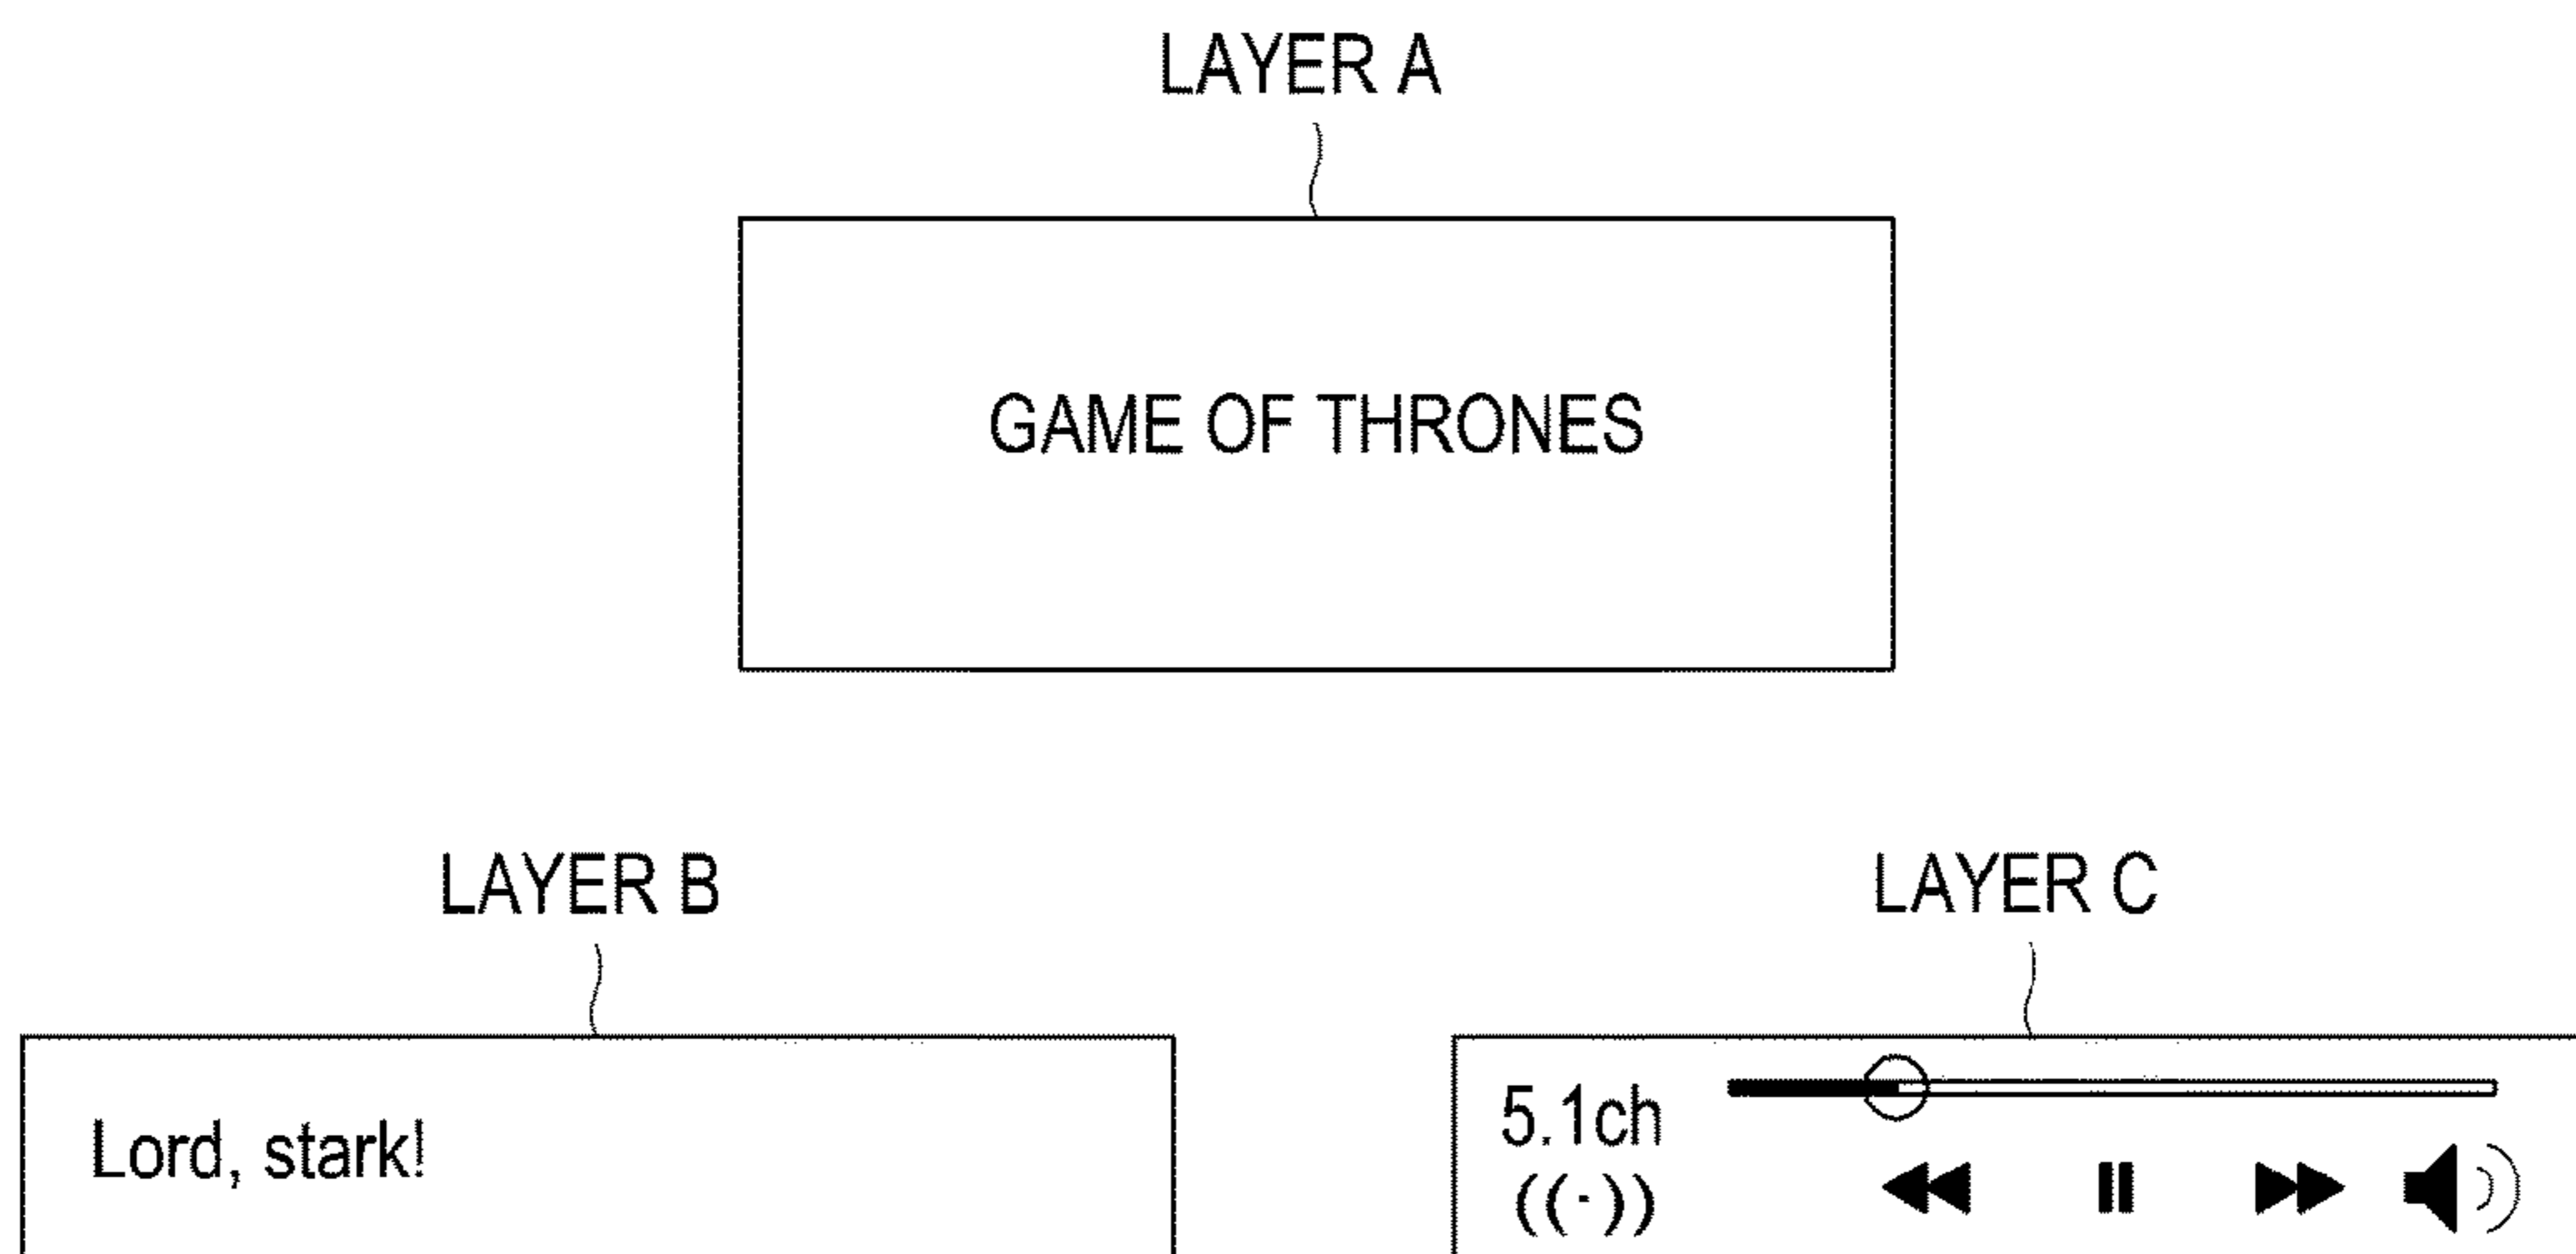 LAYER A
GAME OF THRONES
LAYER B
LAYER C
Lord, stark!
5.1ch
((·))